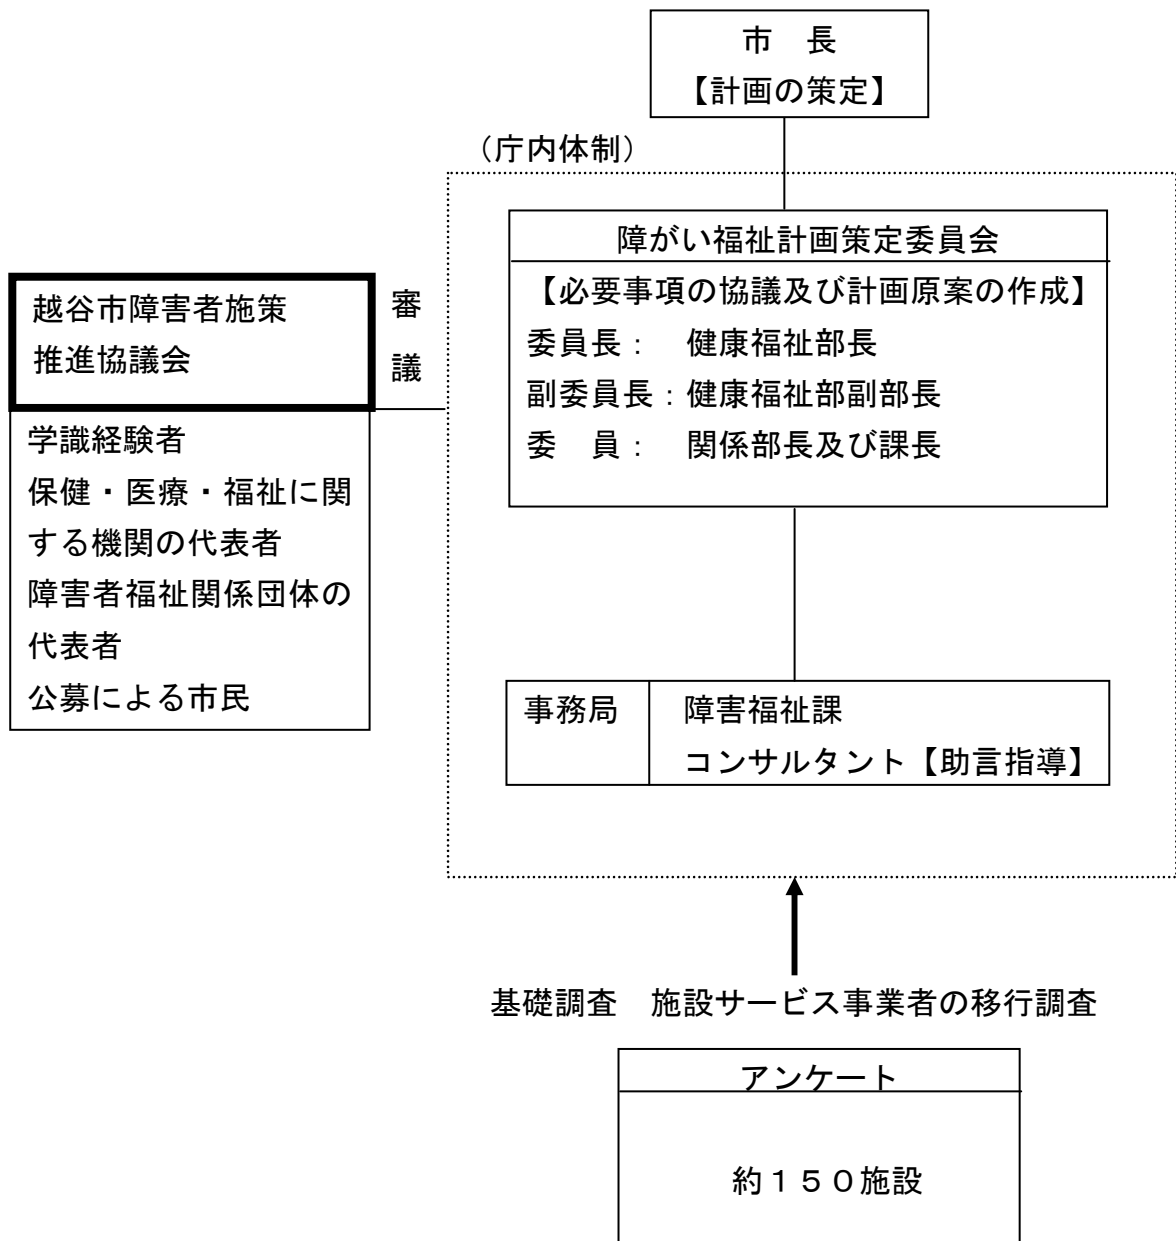 市　長
【計画の策定】
（庁内体制）
障がい福祉計画策定委員会
【必要事項の協議及び計画原案の作成】
委員長：　健康福祉部長
副委員長：健康福祉部副部長
委　員：　関係部長及び課長
越谷市障害者施策
推進協議会
審
議
学識経験者
保健・医療・福祉に関
する機関の代表者
障害者福祉関係団体の
代表者
公募による市民
事務局　障害福祉課
コンサルタント【助言指導】
基礎調査　施設サービス事業者の移行調査
アンケート
約１５０施設